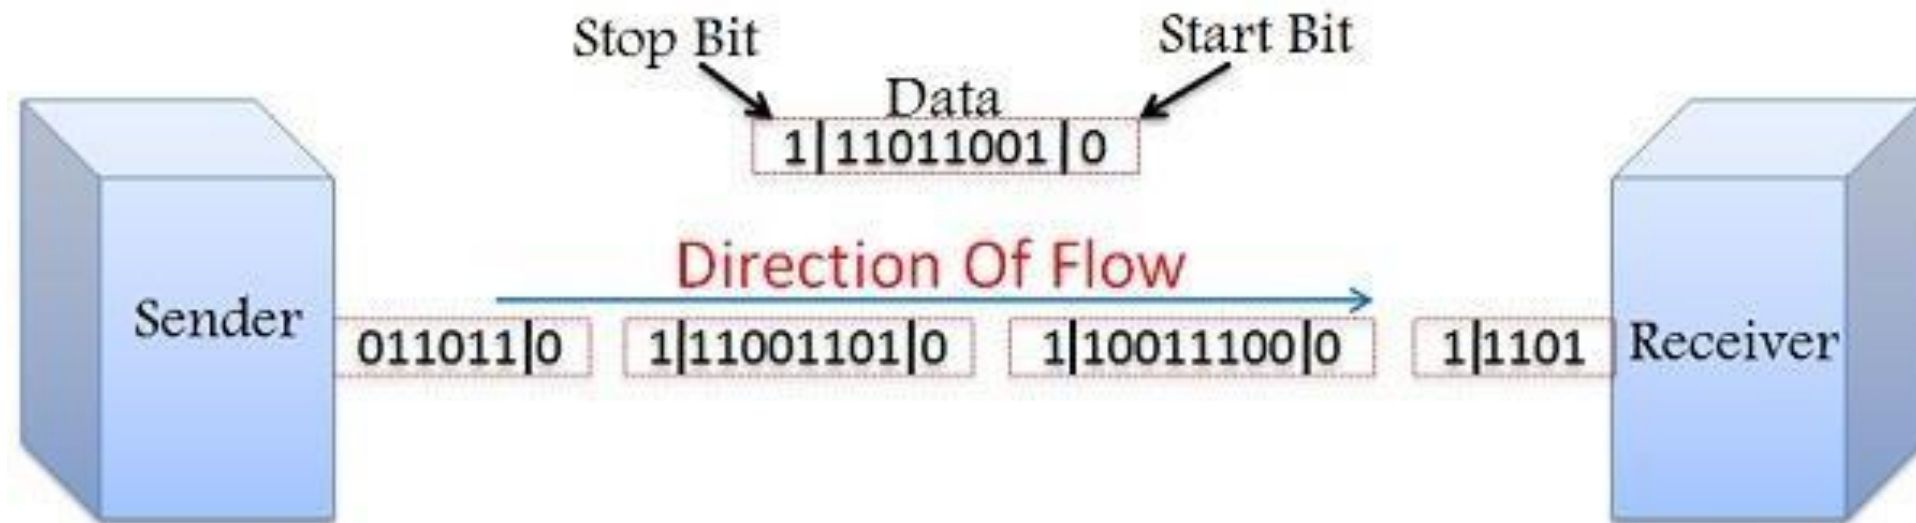 Stop Bit
Start Bit
Data
1|11011001|0
Direction Of Flow
Sender
011011|0
1|11001101|0
1|10011100|0
1|1101
Receiver